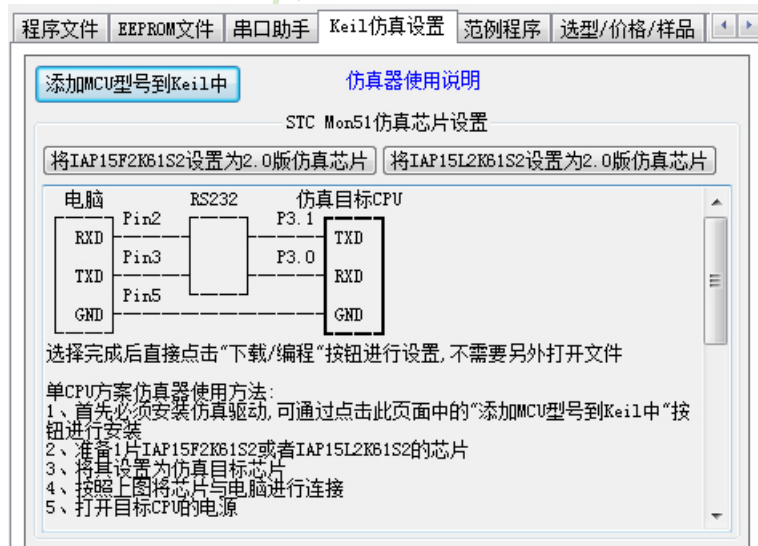 程序文件 EEPROM文件 串口助手 Keil仿真设置 范例程序 选型/价格/样品
添加MCU型号到Keil中 仿真器使用说明
STC Mon51仿真芯片设置
将IAP15F2K61S2设置为2.0版仿真芯片 将IAP15L2K61S2设置为2.0版仿真芯片
电脑 RS232 仿真目标CPU
Pin2 P3.1
RXD TXD
Pin3 P3.0
TXD RXD
Pin5
GND GND
选择完成后直接点击"下载/编程"按钮进行设置,不需要另外打开文件
单CPU方案仿真器使用方法:
1、首先必须安装仿真驱动,可通过点击此页面中的"添加MCU型号到Keil中"按
钮进行安装
2、准备1片IAP15F2K61S2或者IAP15L2K61S2的芯片
3、将其设置为仿真目标芯片
4、按照上图将芯片与电脑进行连接
5、打开目标CPU的电源